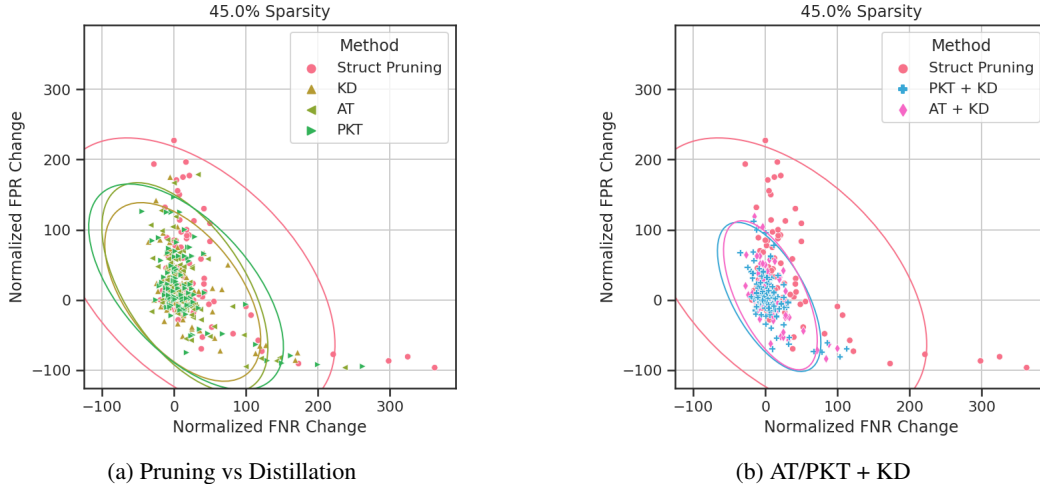 45.0% Sparsity
Method
Struct Pruning
KD
AT
PKT
Normalized FPR Change
200
100
0
−100
−100
0
100
200
300
Normalized FNR Change
(a) Pruning vs Distillation
45.0% Sparsity
Method
Struct Pruning
PKT + KD
AT + KD
Normalized FPR Change
300
200
100
0
−100
−100
0
100
200
300
Normalized FNR Change
(b) AT/PKT + KD